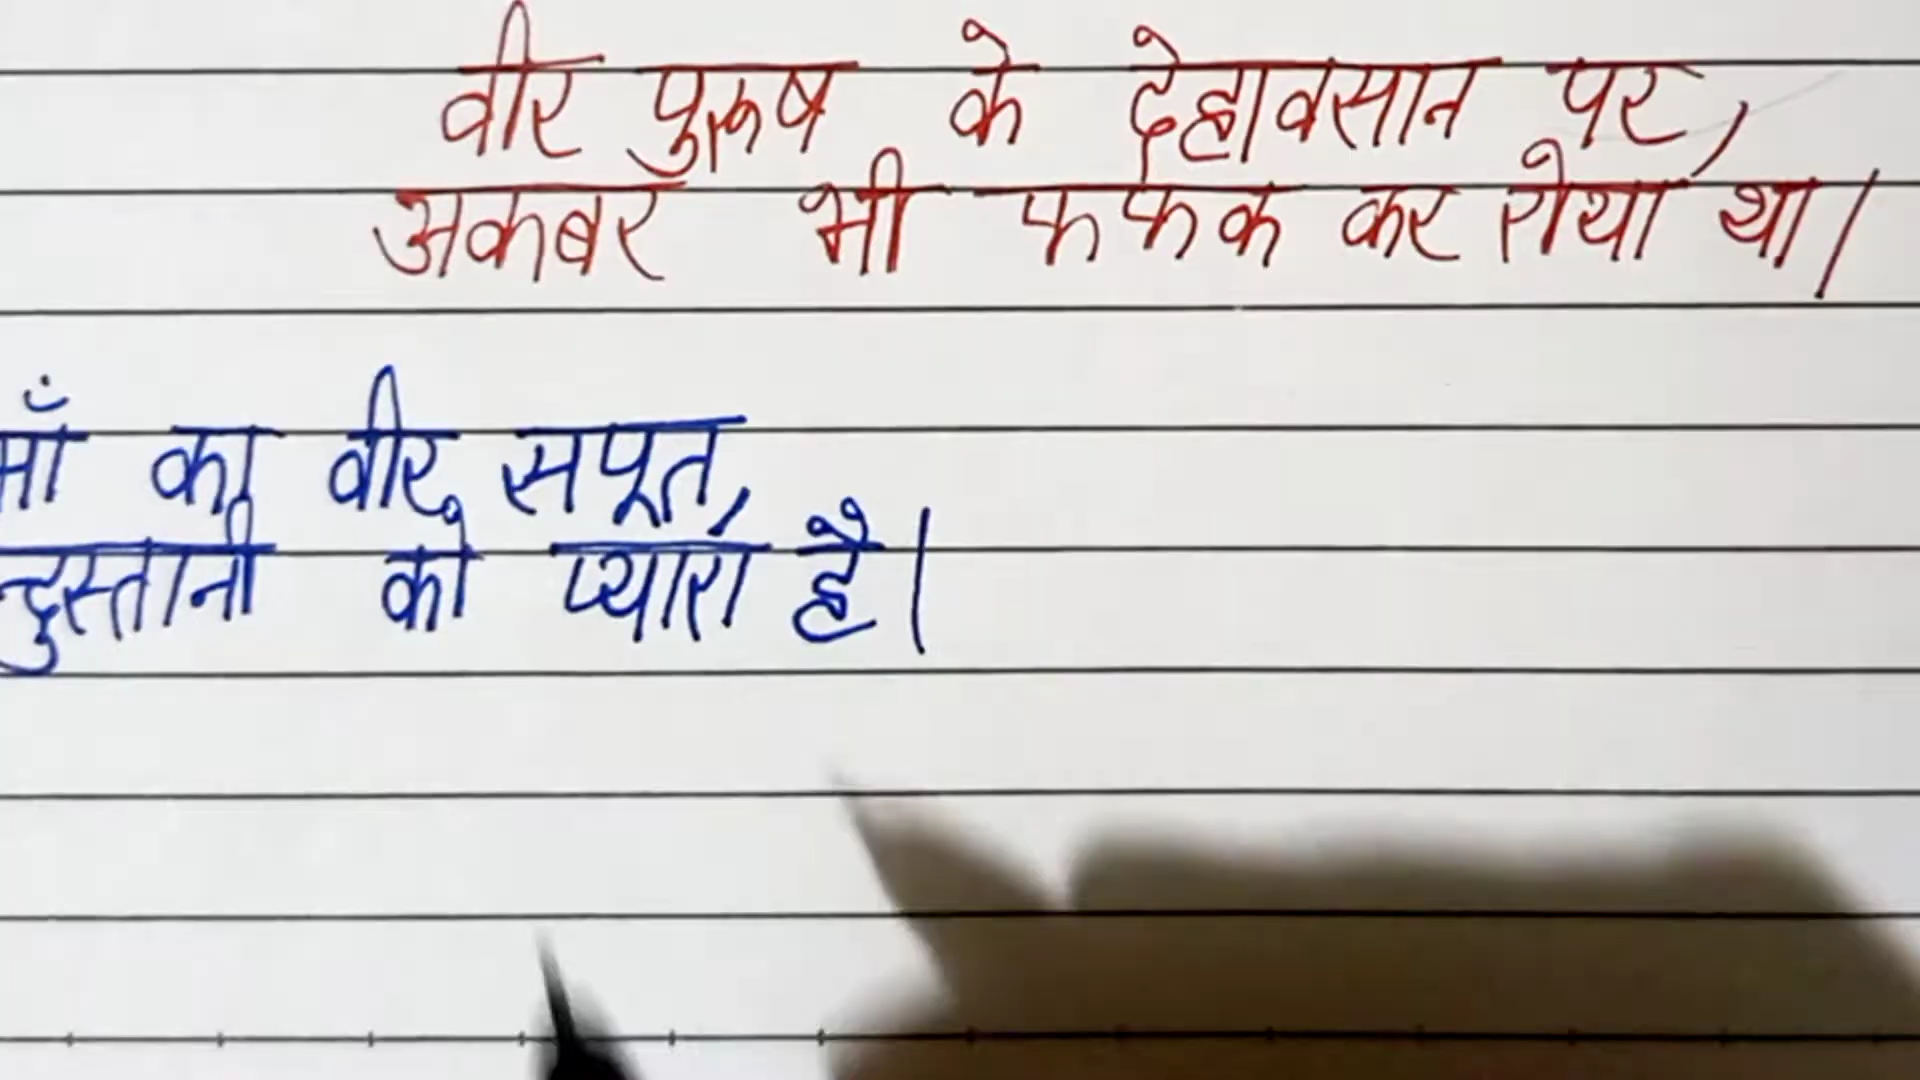 वीर पुरूष के देहावसान पर,
अकबर भी फफक कर रोया था।
माँ का वीर सपूत,
न्दुस्तानी को प्यारा है।